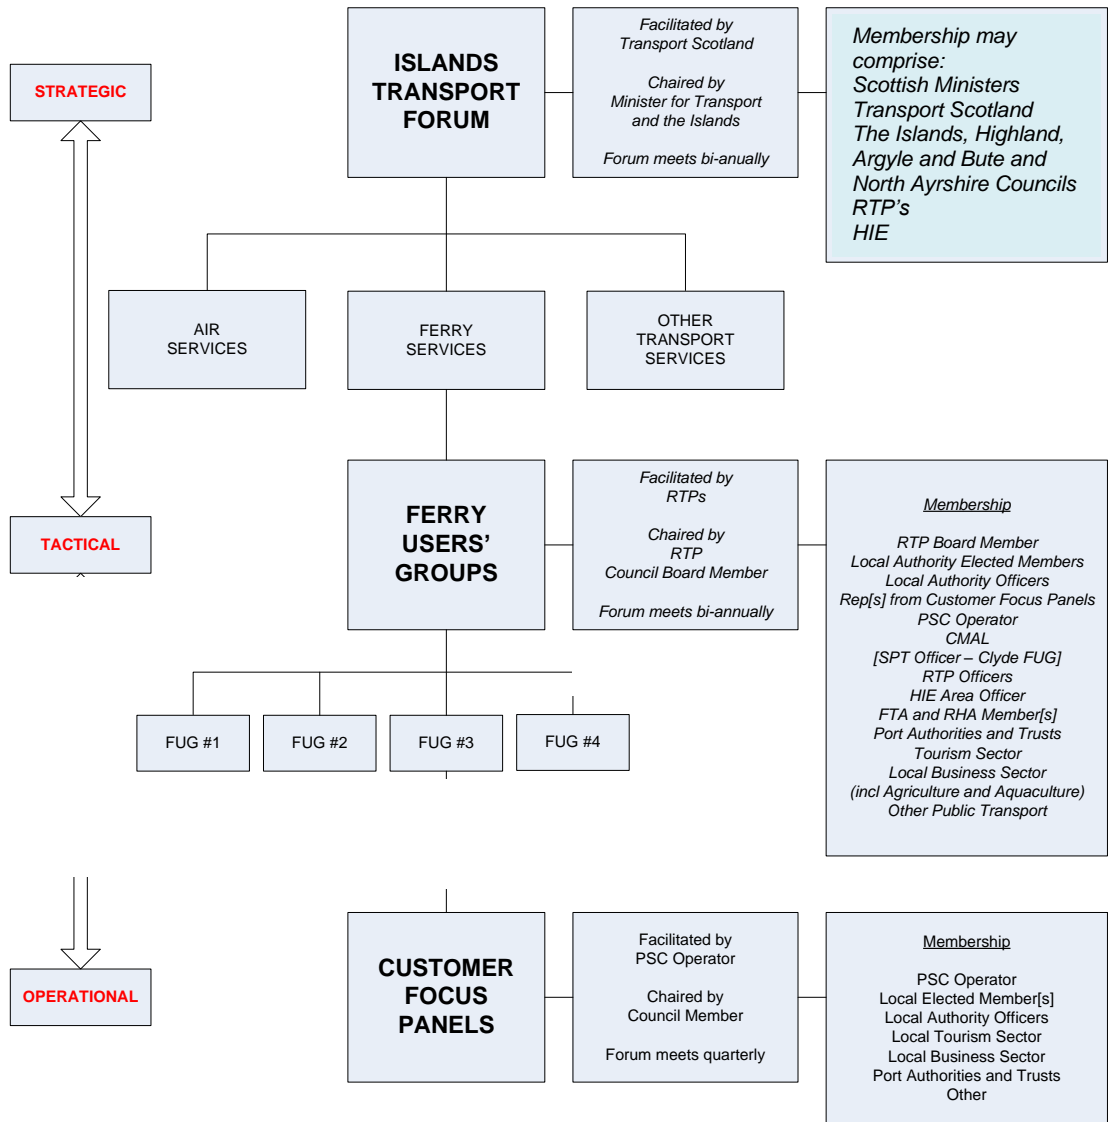 STRATEGIC
ISLANDS
TRANSPORT
FORUM
Facilitated by
Transport Scotland
Chaired by
Minister for Transport
and the Islands
Forum meets bi-anually
Membership may
comprise:
Scottish Ministers
Transport Scotland
The Islands, Highland,
Argyle and Bute and
North Ayrshire Councils
RTP's
HIE
AIR
SERVICES
FERRY
SERVICES
OTHER
TRANSPORT
SERVICES
TACTICAL
FERRY
USERS'
GROUPS
Facilitated by
RTPs
Chaired by
RTP
Council Board Member
Forum meets bi-annually
Membership
RTP Board Member
Local Authority Elected Members
Local Authority Officers
Rep[s] from Customer Focus Panels
PSC Operator
CMAL
[SPT Officer – Clyde FUG]
RTP Officers
HIE Area Officer
FTA and RHA Member[s]
Port Authorities and Trusts
Tourism Sector
Local Business Sector
(incl Agriculture and Aquaculture)
Other Public Transport
FUG #1
FUG #2
FUG #3
FUG #4
OPERATIONAL
CUSTOMER
FOCUS
PANELS
Facilitated by
PSC Operator
Chaired by
Council Member
Forum meets quarterly
Membership
PSC Operator
Local Elected Member[s]
Local Authority Officers
Local Tourism Sector
Local Business Sector
Port Authorities and Trusts
Other